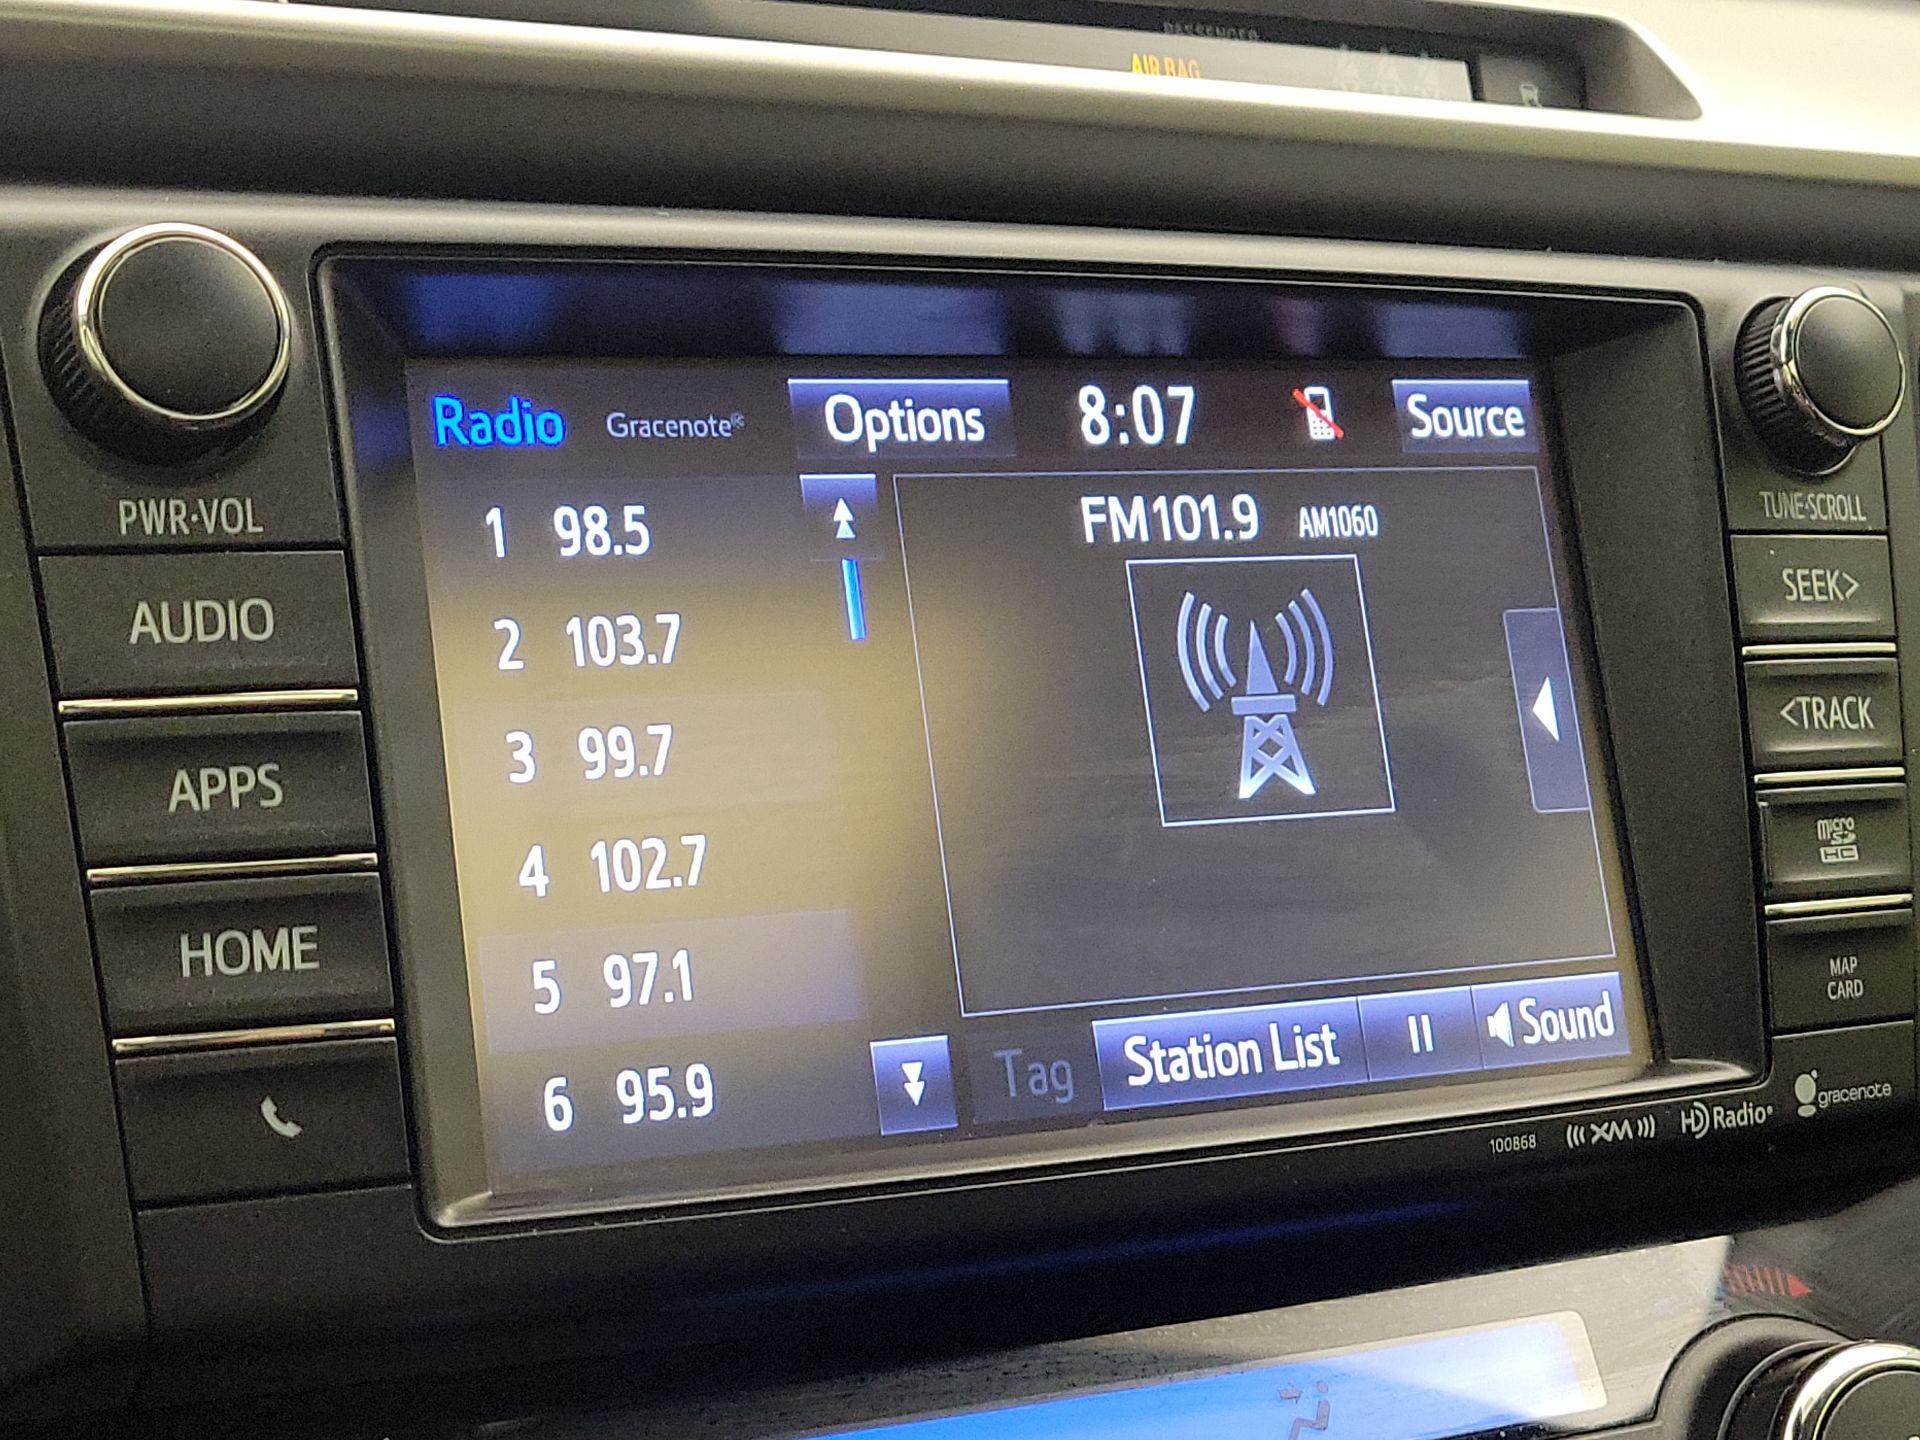 PASSENGER
AIR BAG
Radio Gracenote® Options 8:07 Source
1 98.5
2 103.7
3 99.7
4 102.7
5 97.1
6 95.9
FM101.9 AM1060
Tag Station List Sound
PWR·VOL
AUDIO
APPS
HOME
TUNE·SCROLL
SEEK>
<TRACK
micro SD HC
MAP
CARD
100868 XM HD Radio® gracenote